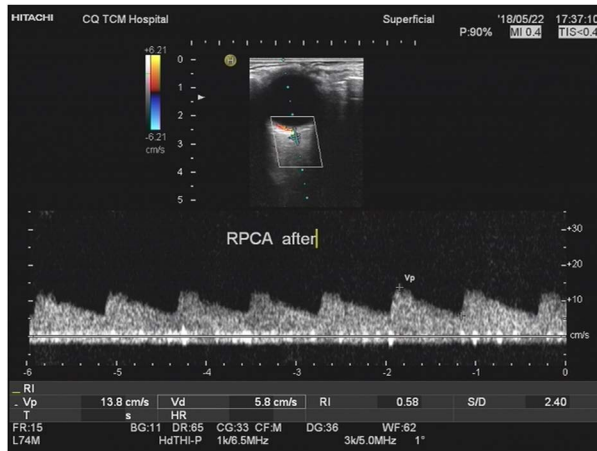 HITACHI CQ TCM Hospital Superficial '18/05/22 17:37:10
P:90% MI 0.4 TIS<0.4
+6.21
-6.21
cm/s
0
1
2
3
4
5
RPCA after
Vp
+30
+20
+10
cm/s
-6 -5 -4 -3 -2 -1 0
RI
Vp 13.8 cm/s Vd 5.8 cm/s RI 0.58 S/D 2.40
T s HR
FR:15 BG:11 DR:65 CG:33 CF:M DG:36 WF:62
L74M HdTHI-P 1k/6.5MHz 3k/5.0MHz 1°